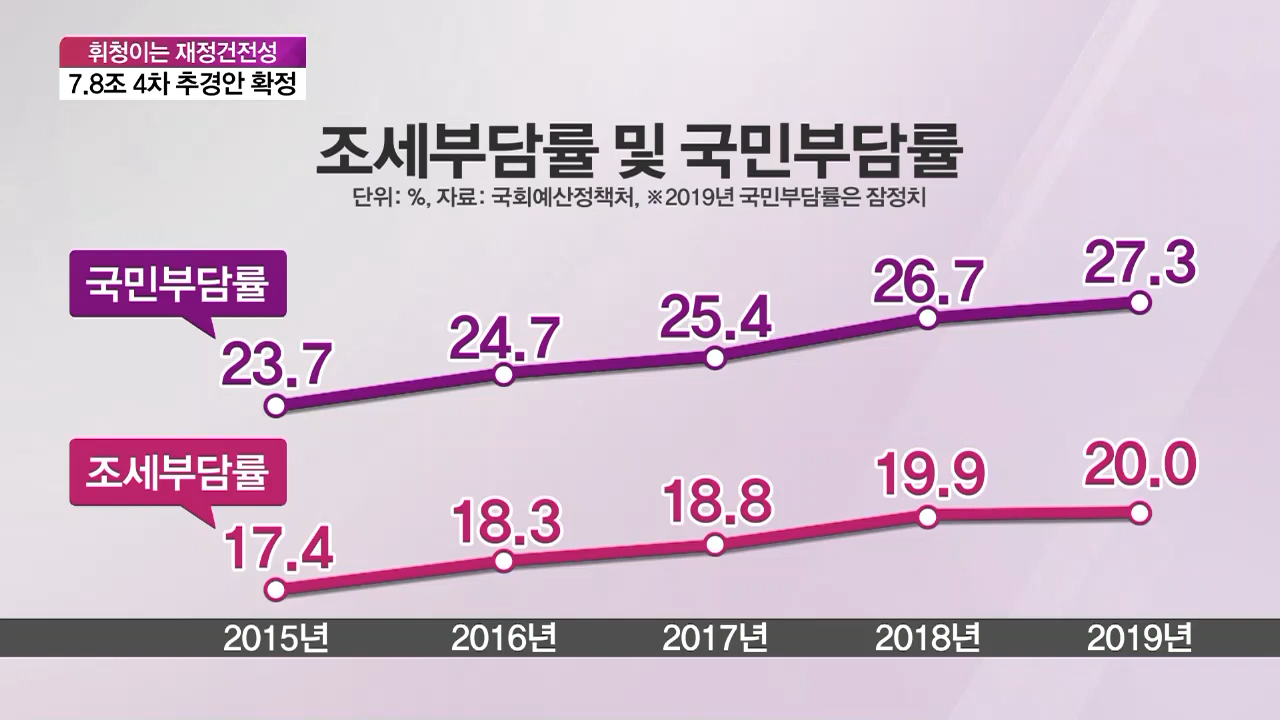 휘청이는 재정건전성
7.8조 4차 추경안 확정
조세부담률 및 국민부담률
단위: %, 자료: 국회예산정책처, ※2019년 국민부담률은 잠정치
국민부담률
23.7 24.7 25.4 26.7 27.3
조세부담률
17.4 18.3 18.8 19.9 20.0
2015년 2016년 2017년 2018년 2019년